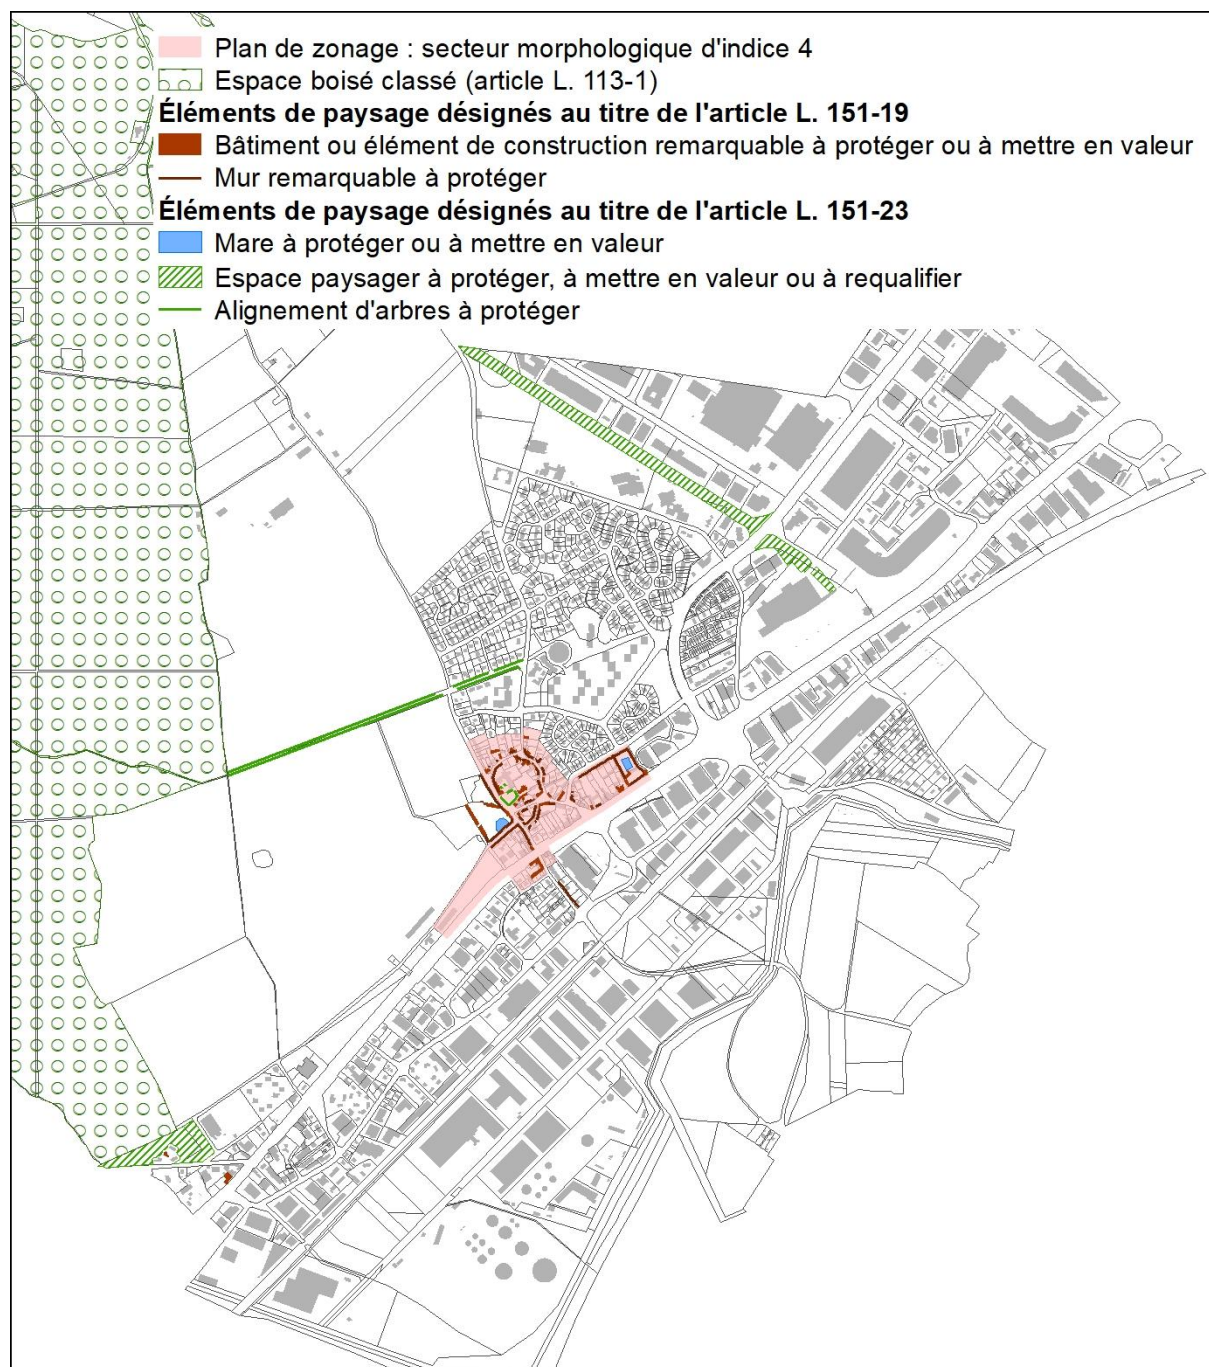 Plan de zonage : secteur morphologique d'indice 4
Espace boisé classé (article L. 113-1)
Éléments de paysage désignés au titre de l'article L. 151-19
Bâtiment ou élément de construction remarquable à protéger ou à mettre en valeur
Mur remarquable à protéger
Éléments de paysage désignés au titre de l'article L. 151-23
Mare à protéger ou à mettre en valeur
Espace paysager à protéger, à mettre en valeur ou à requalifier
Alignement d'arbres à protéger